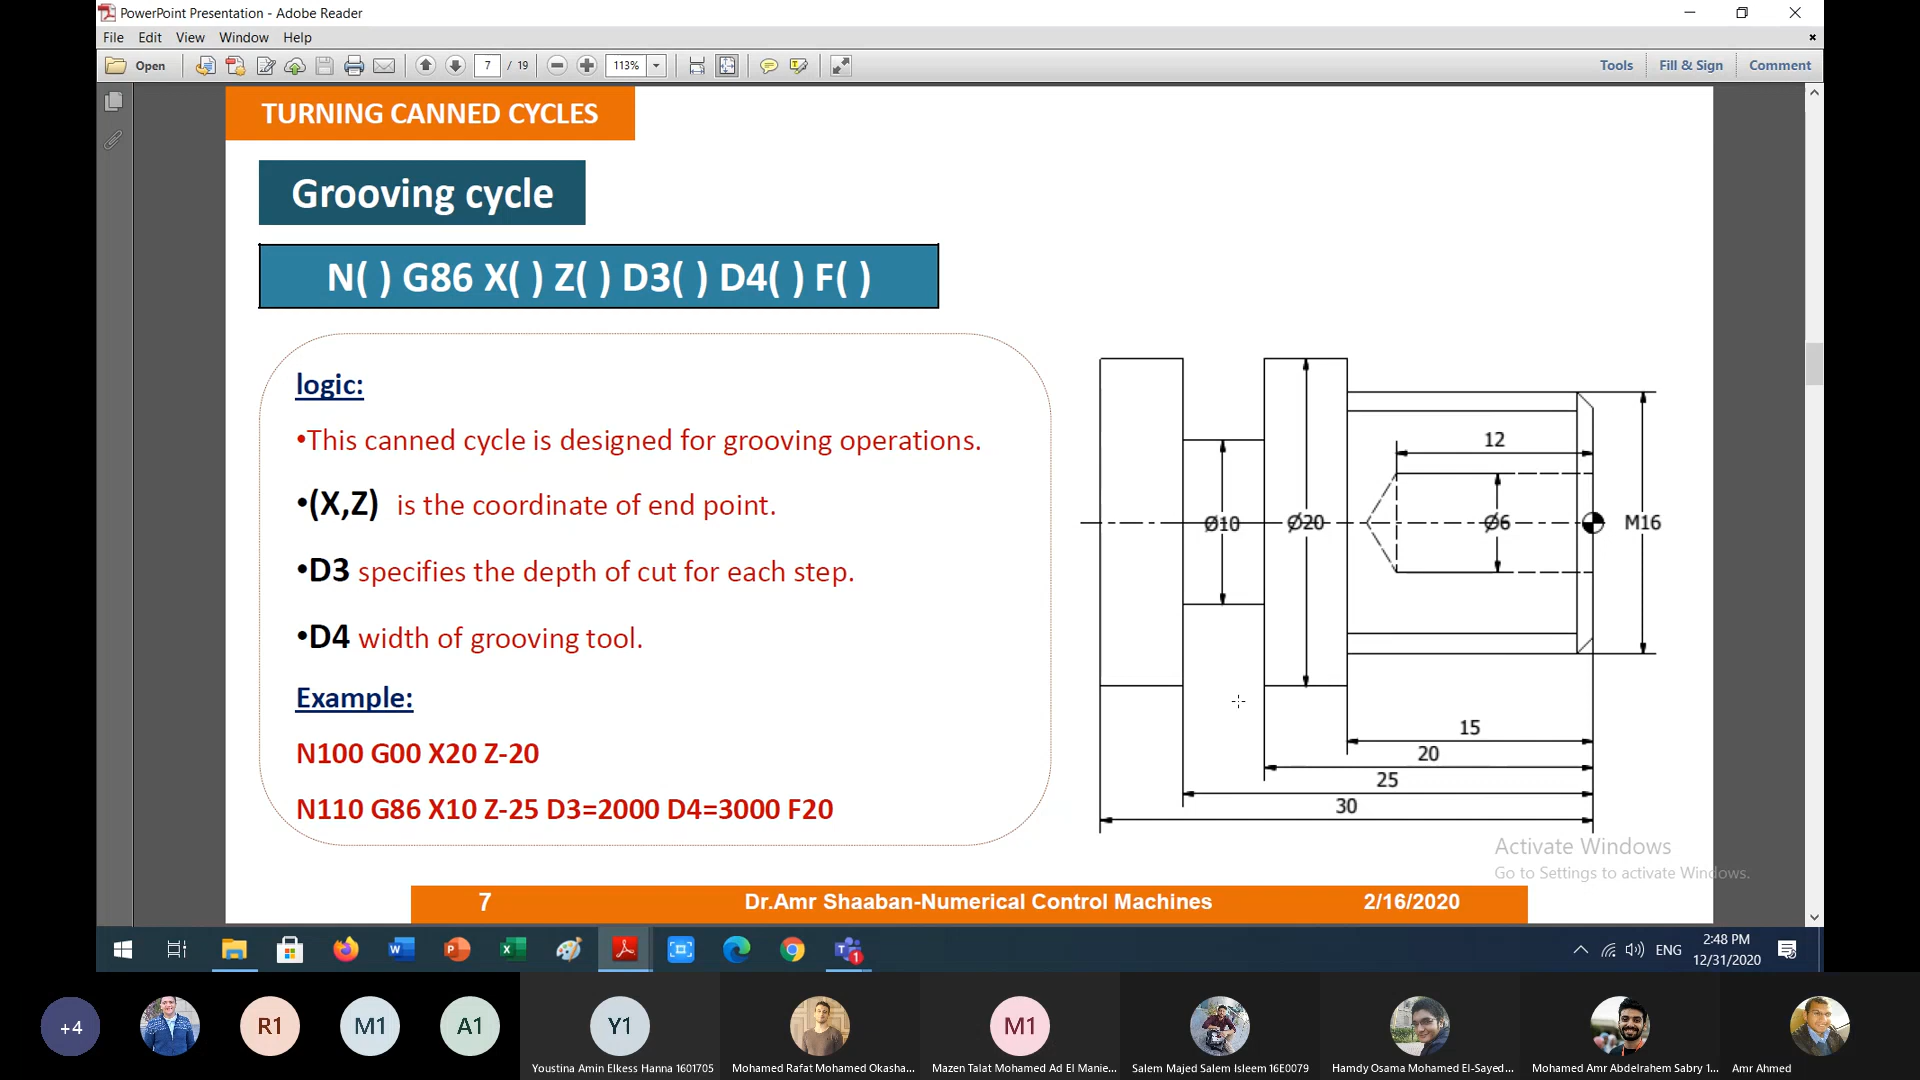 PowerPoint Presentation - Adobe Reader
File Edit View Window Help
Open 7 / 19 113% Tools Fill & Sign Comment
TURNING CANNED CYCLES
Grooving cycle
N( ) G86 X( ) Z( ) D3( ) D4( ) F( )
logic:
•This canned cycle is designed for grooving operations.
•(X,Z) is the coordinate of end point.
•D3 specifies the depth of cut for each step.
•D4 width of grooving tool.
Example:
N100 G00 X20 Z-20
N110 G86 X10 Z-25 D3=2000 D4=3000 F20
12
Ø10 Ø20 Ø6 M16
15
20
25
30
Activate Windows
Go to Settings to activate Windows.
7 Dr.Amr Shaaban-Numerical Control Machines 2/16/2020
1 ENG 2:48 PM
12/31/2020
+4 R1 M1 A1 Y1 M1
Youstina Amin Elkess Hanna 1601705 Mohamed Rafat Mohamed Okasha... Mazen Talat Mohamed Ad El Manie... Salem Majed Salem Isleem 16E0079 Hamdy Osama Mohamed El-Sayed... Mohamed Amr Abdelrahem Sabry 1... Amr Ahmed